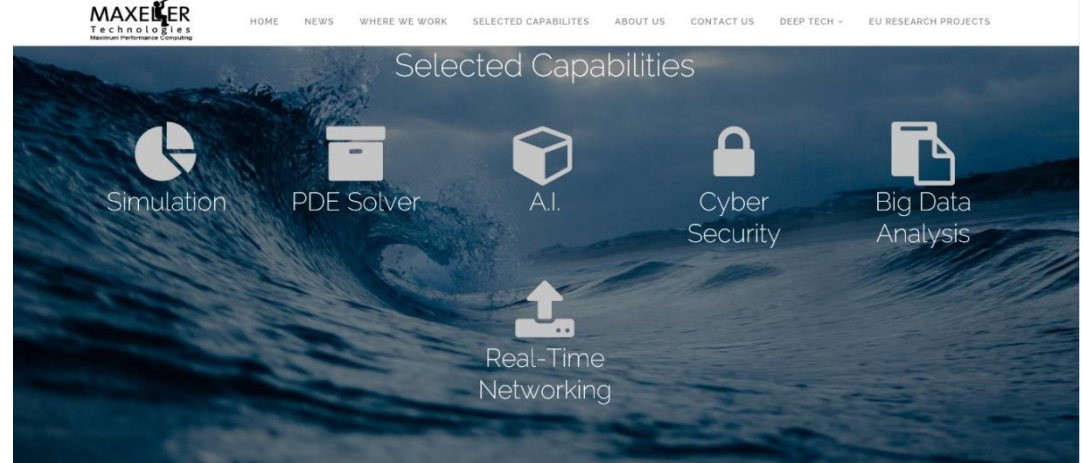 MAXELER
Technologies
Maximum Performance Computing
HOME NEWS WHERE WE WORK SELECTED CAPABILITES ABOUT US CONTACT US DEEP TECH EU RESEARCH PROJECTS
Selected Capabilities
Simulation
PDE Solver
A.I.
Cyber
Security
Big Data
Analysis
Real-Time
Networking